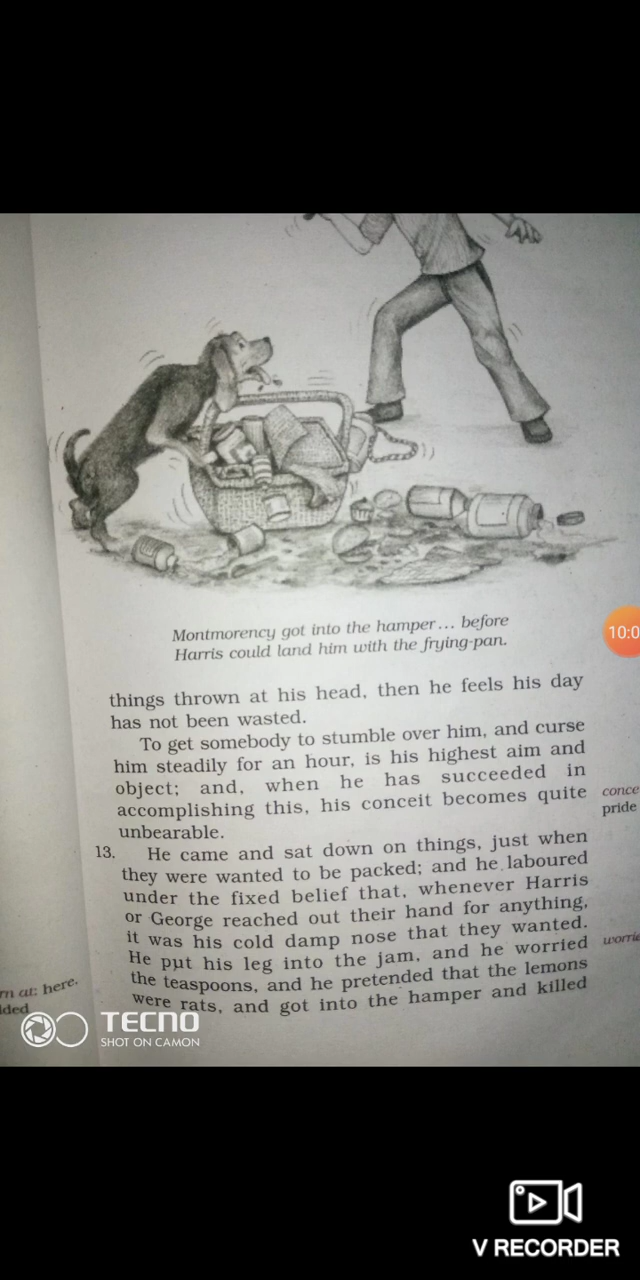 Montmorency got into the hamper... before
Harris could land him with the frying-pan.
things thrown at his head, then he feels his day
has not been wasted.
To get somebody to stumble over him, and curse
him steadily for an hour, is his highest aim and
object; and, when he has succeeded in
accomplishing this, his conceit becomes quite
unbearable.
conce
pride
13. He came and sat down on things, just when
they were wanted to be packed; and he laboured
under the fixed belief that, whenever Harris
or George reached out their hand for anything,
it was his cold damp nose that they wanted.
He put his leg into the jam, and he worried
the teaspoons, and he pretended that the lemons
were rats, and got into the hamper and killed
worrie
rn at: here.
lded
10:0
TECNO
SHOT ON CAMON
V RECORDER